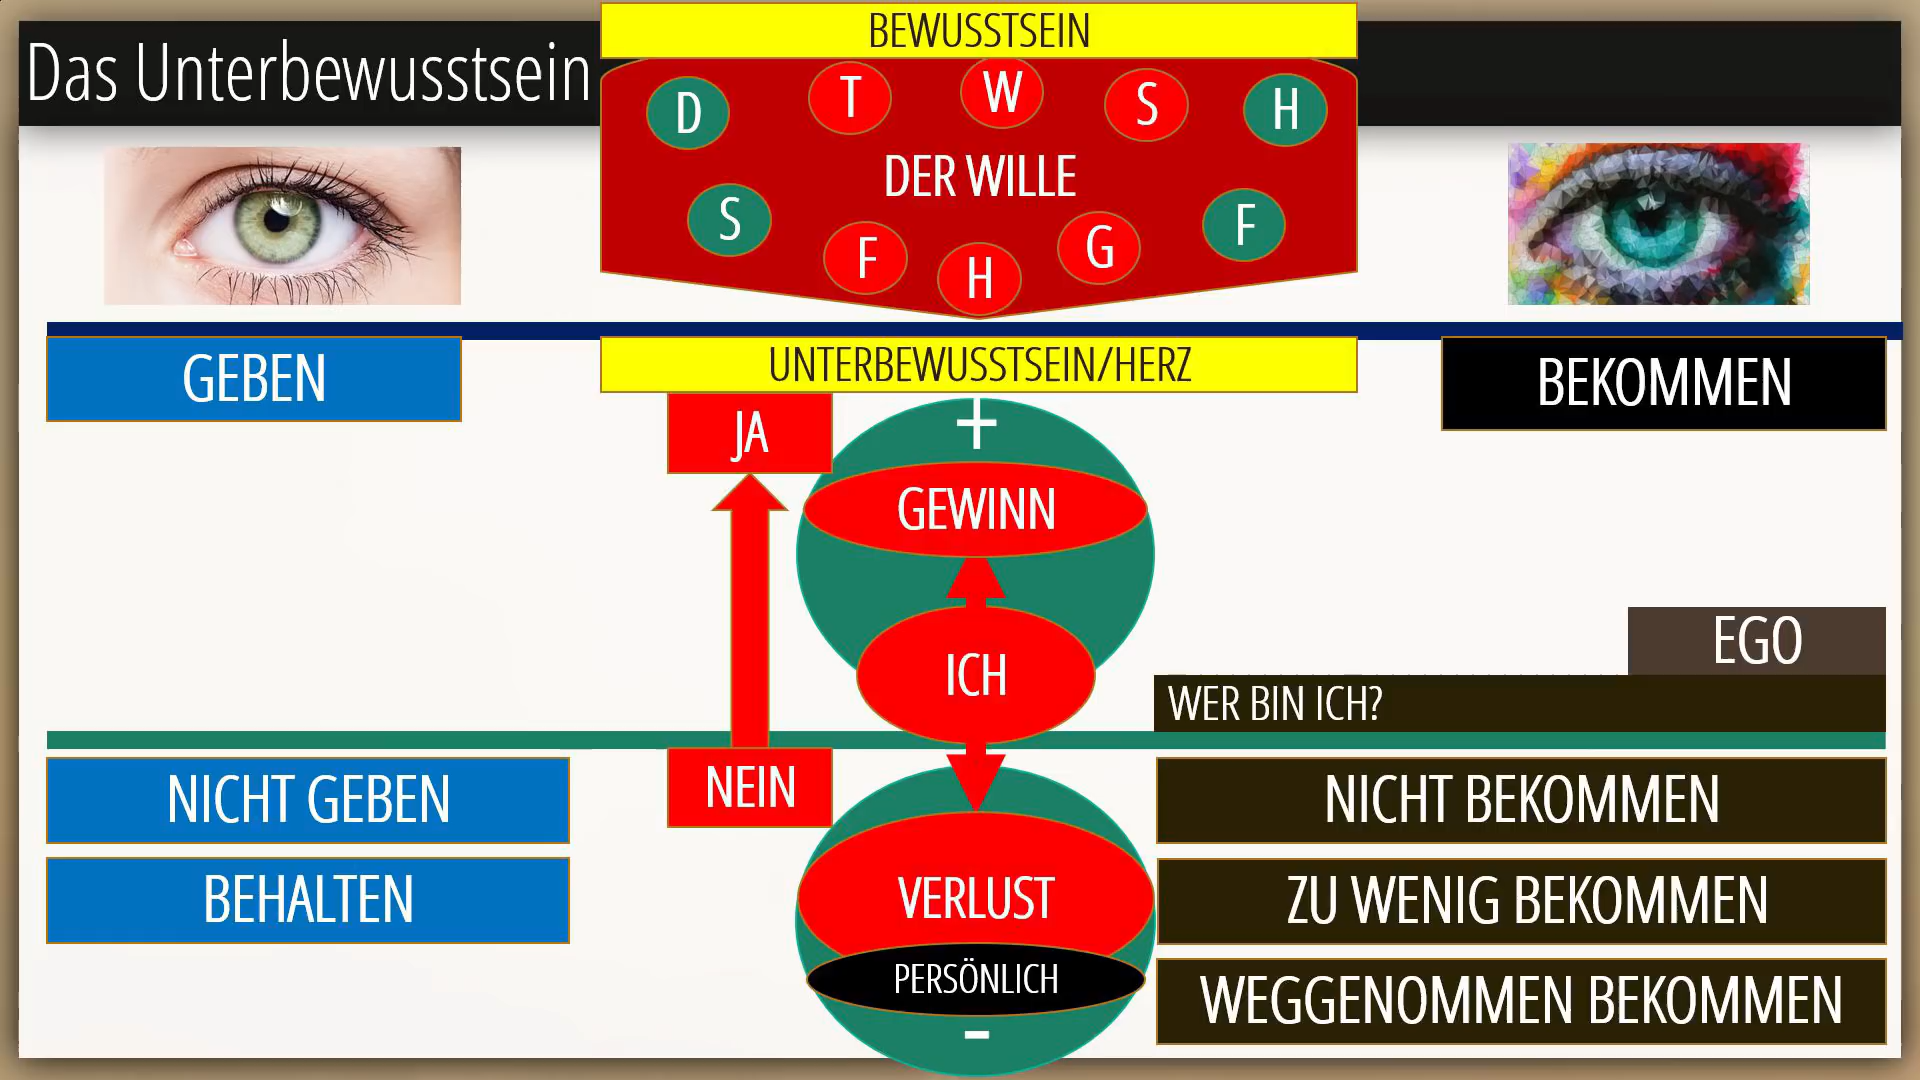 Das Unterbewusstsein
BEWUSSTSEIN
D
T
W
S
H
DER WILLE
S
F
H
G
F
GEBEN
UNTERBEWUSSTSEIN/HERZ
BEKOMMEN
JA
+
GEWINN
ICH
EGO
WER BIN ICH?
NICHT GEBEN
NEIN
NICHT BEKOMMEN
BEHALTEN
VERLUST
ZU WENIG BEKOMMEN
PERSÖNLICH
WEGGENOMMEN BEKOMMEN
-